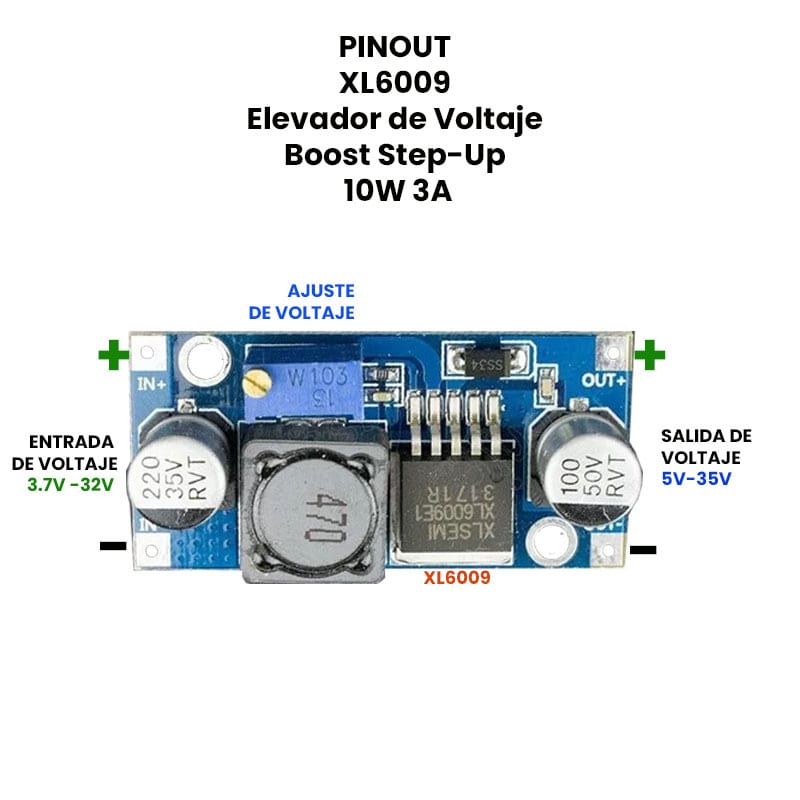 PINOUT
XL6009
Elevador de Voltaje
Boost Step-Up
10W 3A
AJUSTE
DE VOLTAJE
+
+
IN+
W103
13
SS34
OUT+
ENTRADA
DE VOLTAJE
3.7V -32V
220
35V
RVT
470
XLSEMI
XL6009E1
3171R
100
50V
RVT
SALIDA DE
VOLTAJE
5V-35V
-
-
XL6009